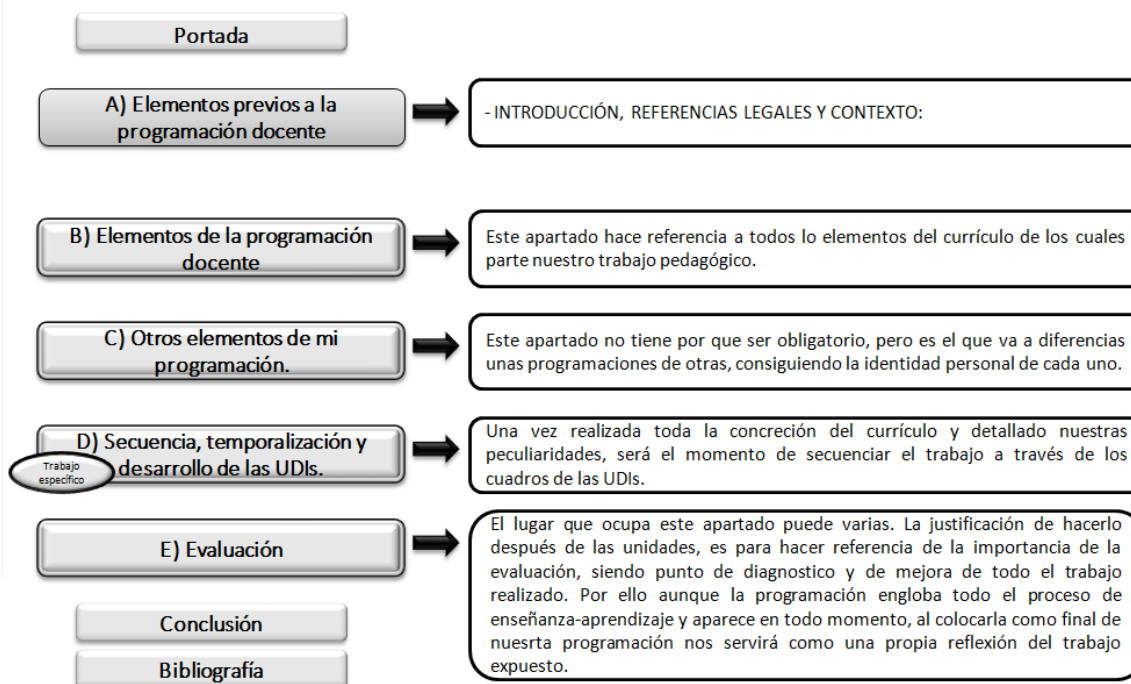 Portada
A) Elementos previos a la
programación docente
- INTRODUCCIÓN, REFERENCIAS LEGALES Y CONTEXTO:
B) Elementos de la programación
docente
Este apartado hace referencia a todos lo elementos del currículo de los cuales
parte nuestro trabajo pedagógico.
C) Otros elementos de mi
programación.
Este apartado no tiene por que ser obligatorio, pero es el que va a diferencias
unas programaciones de otras, consiguiendo la identidad personal de cada uno.
D) Secuencia, temporalización y
desarrollo de las UDIs.
Trabajo
específico
Una vez realizada toda la concreción del currículo y detallado nuestras
peculiaridades, será el momento de secuenciar el trabajo a través de los
cuadros de las UDIs.
E) Evaluación
El lugar que ocupa este apartado puede varias. La justificación de hacerlo
después de las unidades, es para hacer referencia de la importancia de la
evaluación, siendo punto de diagnostico y de mejora de todo el trabajo
realizado. Por ello aunque la programación engloba todo el proceso de
enseñanza-aprendizaje y aparece en todo momento, al colocarla como final de
nuesrta programación nos servirá como una propia reflexión del trabajo
expuesto.
Conclusión
Bibliografía